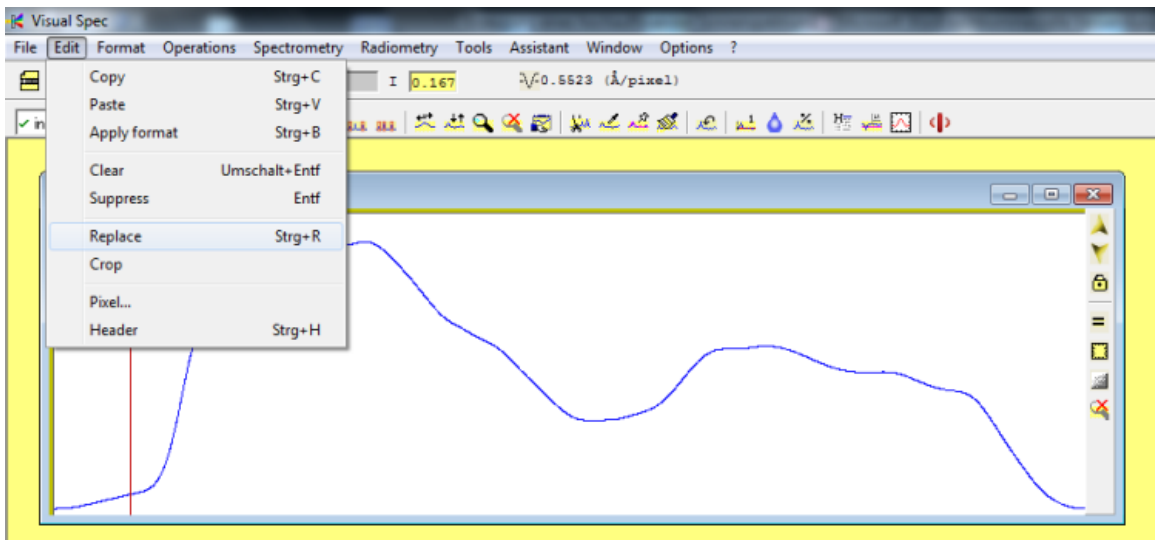 Visual Spec
File Edit Format Operations Spectrometry Radiometry Tools Assistant Window Options ?
I 0.167 0.5523 (Å/pixel)
in
Copy Strg+C
Paste Strg+V
Apply format Strg+B
Clear Umschalt+Entf
Suppress Entf
Replace Strg+R
Crop
Pixel...
Header Strg+H